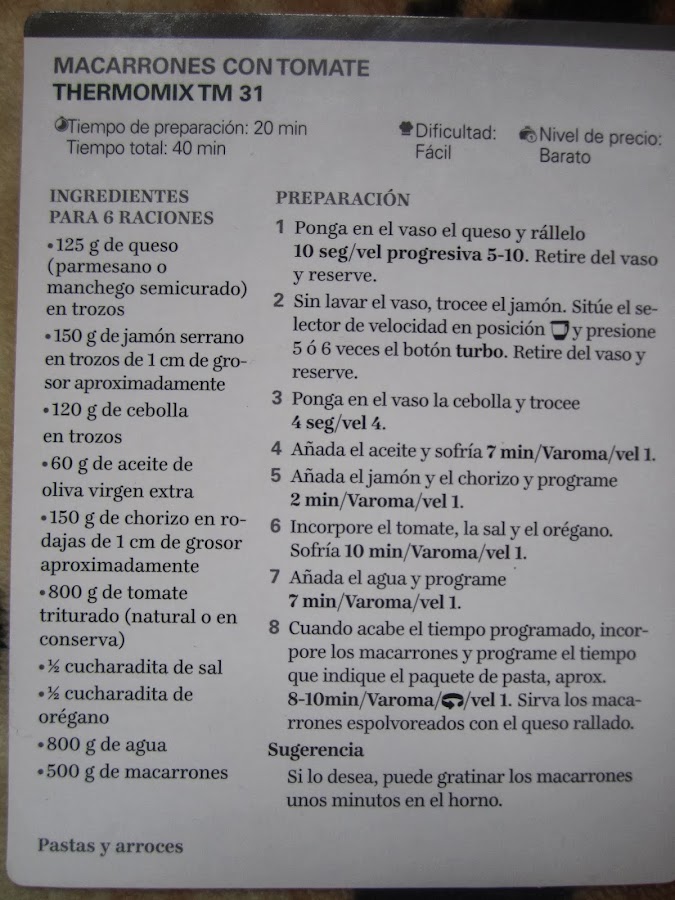 MACARRONES CON TOMATE
THERMOMIX TM 31
Tiempo de preparación: 20 min
Tiempo total: 40 min
Dificultad:
Fácil
Nivel de precio:
Barato
INGREDIENTES
PARA 6 RACIONES
•125 g de queso
(parmesano o
manchego semicurado)
en trozos
•150 g de jamón serrano
en trozos de 1 cm de gro-
sor aproximadamente
•120 g de cebolla
en trozos
•60 g de aceite de
oliva virgen extra
•150 g de chorizo en ro-
dajas de 1 cm de grosor
aproximadamente
•800 g de tomate
triturado (natural o en
conserva)
•½ cucharadita de sal
•½ cucharadita de
orégano
•800 g de agua
•500 g de macarrones
PREPARACIÓN
1 Ponga en el vaso el queso y rállelo
10 seg/vel progresiva 5-10. Retire del vaso
y reserve.
2 Sin lavar el vaso, trocee el jamón. Sitúe el se-
lector de velocidad en posición y presione
5 ó 6 veces el botón turbo. Retire del vaso y
reserve.
3 Ponga en el vaso la cebolla y trocee
4 seg/vel 4.
4 Añada el aceite y sofría 7 min/Varoma/vel 1.
5 Añada el jamón y el chorizo y programe
2 min/Varoma/vel 1.
6 Incorpore el tomate, la sal y el orégano.
Sofría 10 min/Varoma/vel 1.
7 Añada el agua y programe
7 min/Varoma/vel 1.
8 Cuando acabe el tiempo programado, incor-
pore los macarrones y programe el tiempo
que indique el paquete de pasta, aprox.
8-10min/Varoma/ /vel 1. Sirva los maca-
rrones espolvoreados con el queso rallado.
Sugerencia
Si lo desea, puede gratinar los macarrones
unos minutos en el horno.
Pastas y arroces